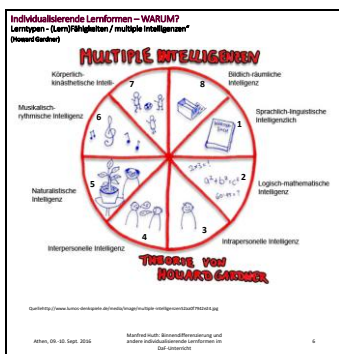 Individualisierende Lernformen – WARUM?
Lerntypen - (Lern)Fähigkeiten / multiple Intelligenzen“
(Howard Gardner)
MULTIPLE INTELLIGENZEN
Körperlich-
kinästhetische Intelli-
Bildlich-räumliche
Intelligenz
7
8
Musikalisch-
rythmische Intelligenz
6
Sprachlich-linguistische
Intelligenzlich
1
Naturalistische
Intelligenz
5
2
a²+b²=c²
Logisch-mathematische
Intelligenz
4
3
Interpersonelle Intelligenz
Intrapersonelle Intelligenz
THEORIE VON
HOWARD GARDNER
Athen, 09.-10. Sept. 2016
Manfred Huth: Binnendifferenzierung und
andere individualisierende Lernformen im
DaF-Unterricht
6